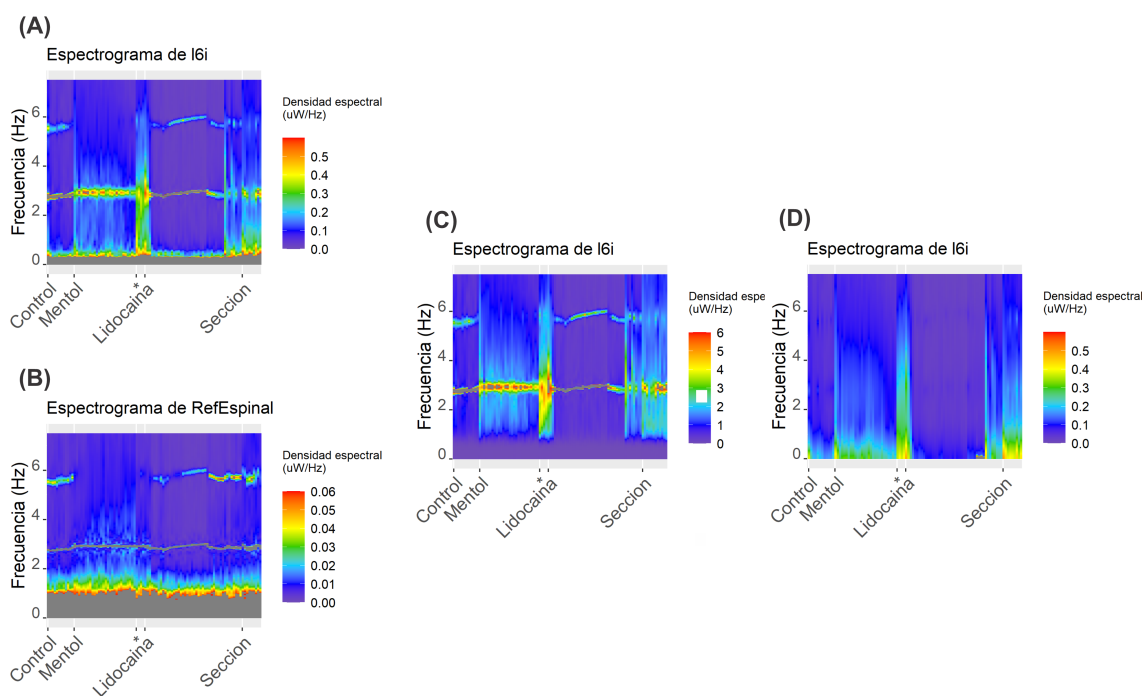 (A)
Espectrograma de I6i
Densidad espectral
(uW/Hz)
Frecuencia (Hz)
6
4
2
0
0.5
0.4
0.3
0.2
0.1
0.0
Control
Mentol
*
Lidocaina
Seccion
(B)
Espectrograma de RefEspinal
Densidad espectral
(uW/Hz)
Frecuencia (Hz)
6
4
2
0
0.06
0.05
0.04
0.03
0.02
0.01
0.00
Control
Mentol
*
Lidocaina
Seccion
(C)
Espectrograma de I6i
Densidad espe
(uW/Hz)
Frecuencia (Hz)
6
4
2
0
6
5
4
3
2
1
0
Control
Mentol
*
Lidocaina
Seccion
(D)
Espectrograma de I6i
Densidad espectral
(uW/Hz)
Frecuencia (Hz)
6
4
2
0
0.5
0.4
0.3
0.2
0.1
0.0
Control
Mentol
*
Lidocaina
Seccion